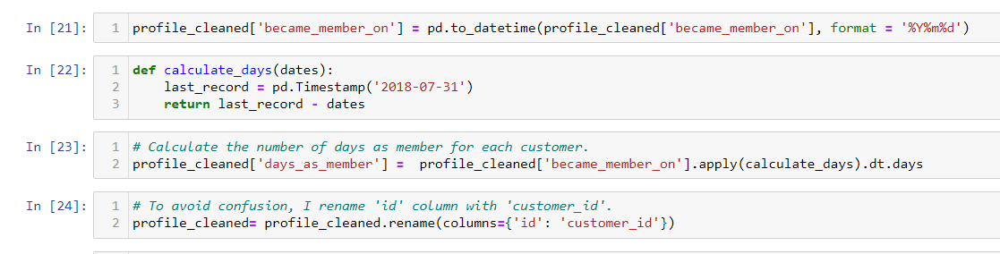 In [21]: 1 profile_cleaned['became_member_on'] = pd.to_datetime(profile_cleaned['became_member_on'], format = '%Y%m%d')
In [22]: 1 def calculate_days(dates):
2     last_record = pd.Timestamp('2018-07-31')
3     return last_record - dates
In [23]: 1 # Calculate the number of days as member for each customer.
2 profile_cleaned['days_as_member'] =  profile_cleaned['became_member_on'].apply(calculate_days).dt.days
In [24]: 1 # To avoid confusion, I rename 'id' column with 'customer_id'.
2 profile_cleaned= profile_cleaned.rename(columns={'id': 'customer_id'})